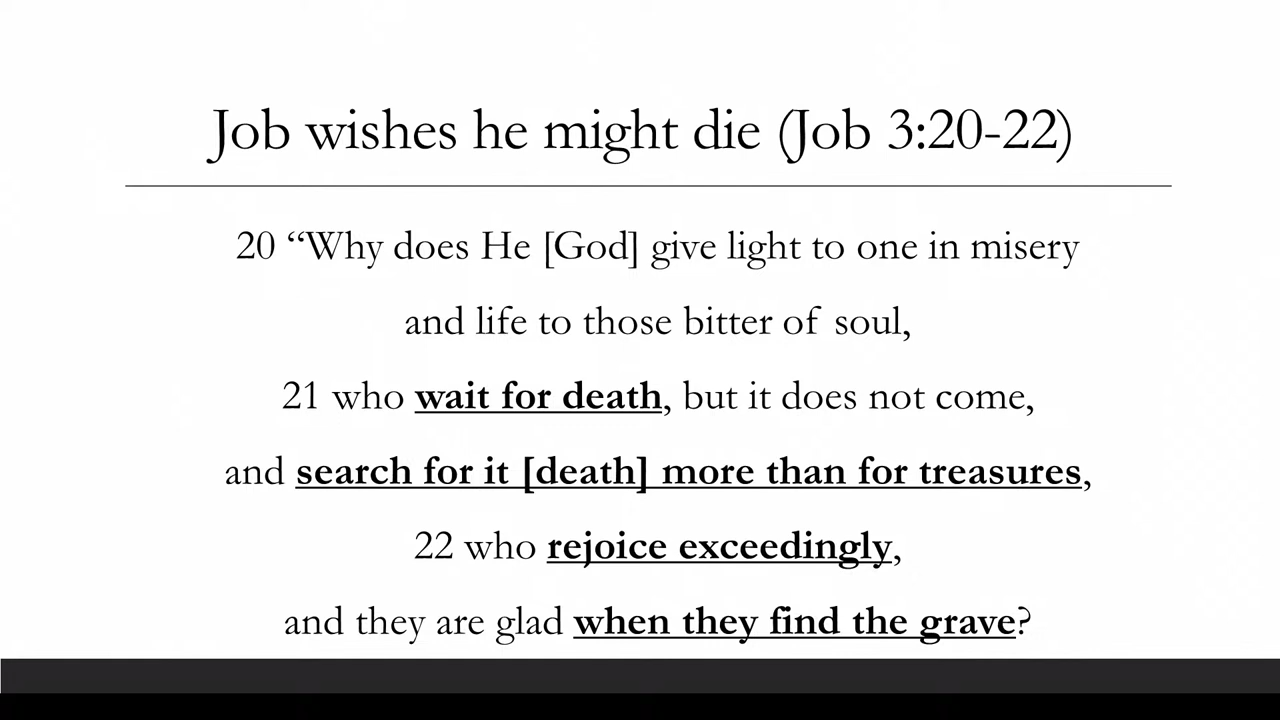 Job wishes he might die (Job 3:20-22)
20 “Why does He [God] give light to one in misery
and life to those bitter of soul,
21 who wait for death, but it does not come,
and search for it [death] more than for treasures,
22 who rejoice exceedingly,
and they are glad when they find the grave?